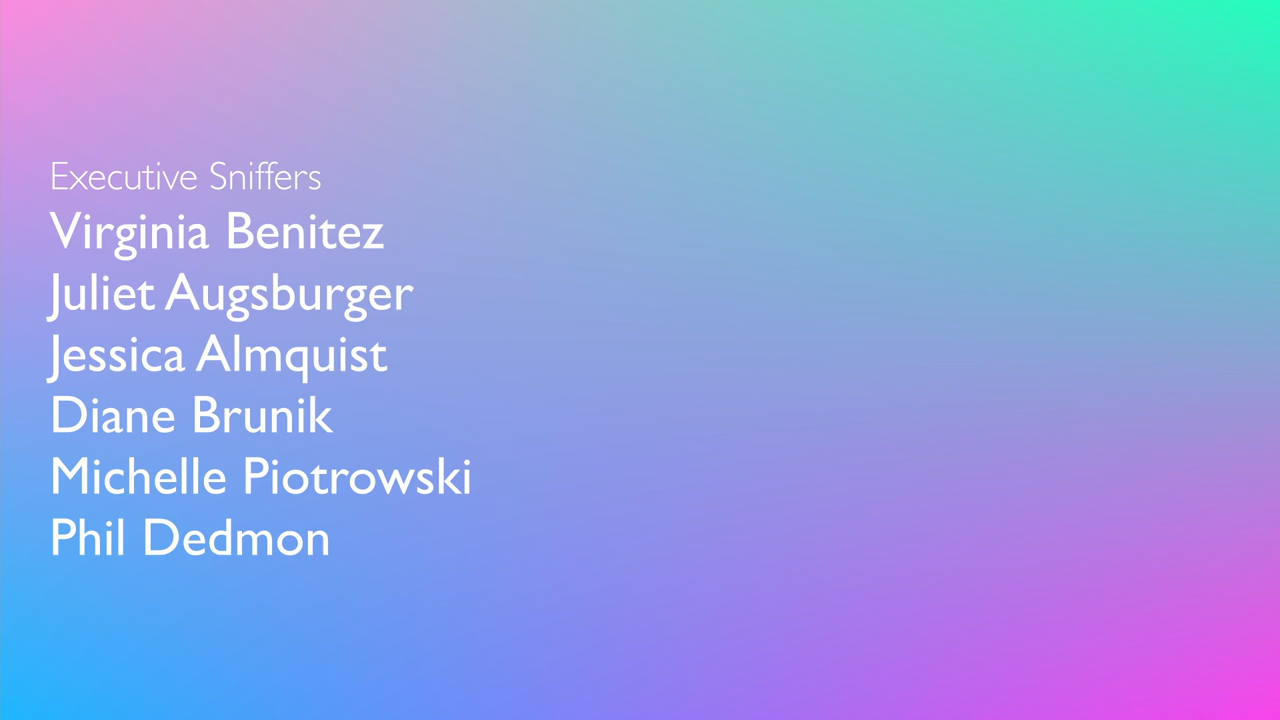 Executive Sniffers
Virginia Benitez
Juliet Augsburger
Jessica Almquist
Diane Brunik
Michelle Piotrowski
Phil Dedmon